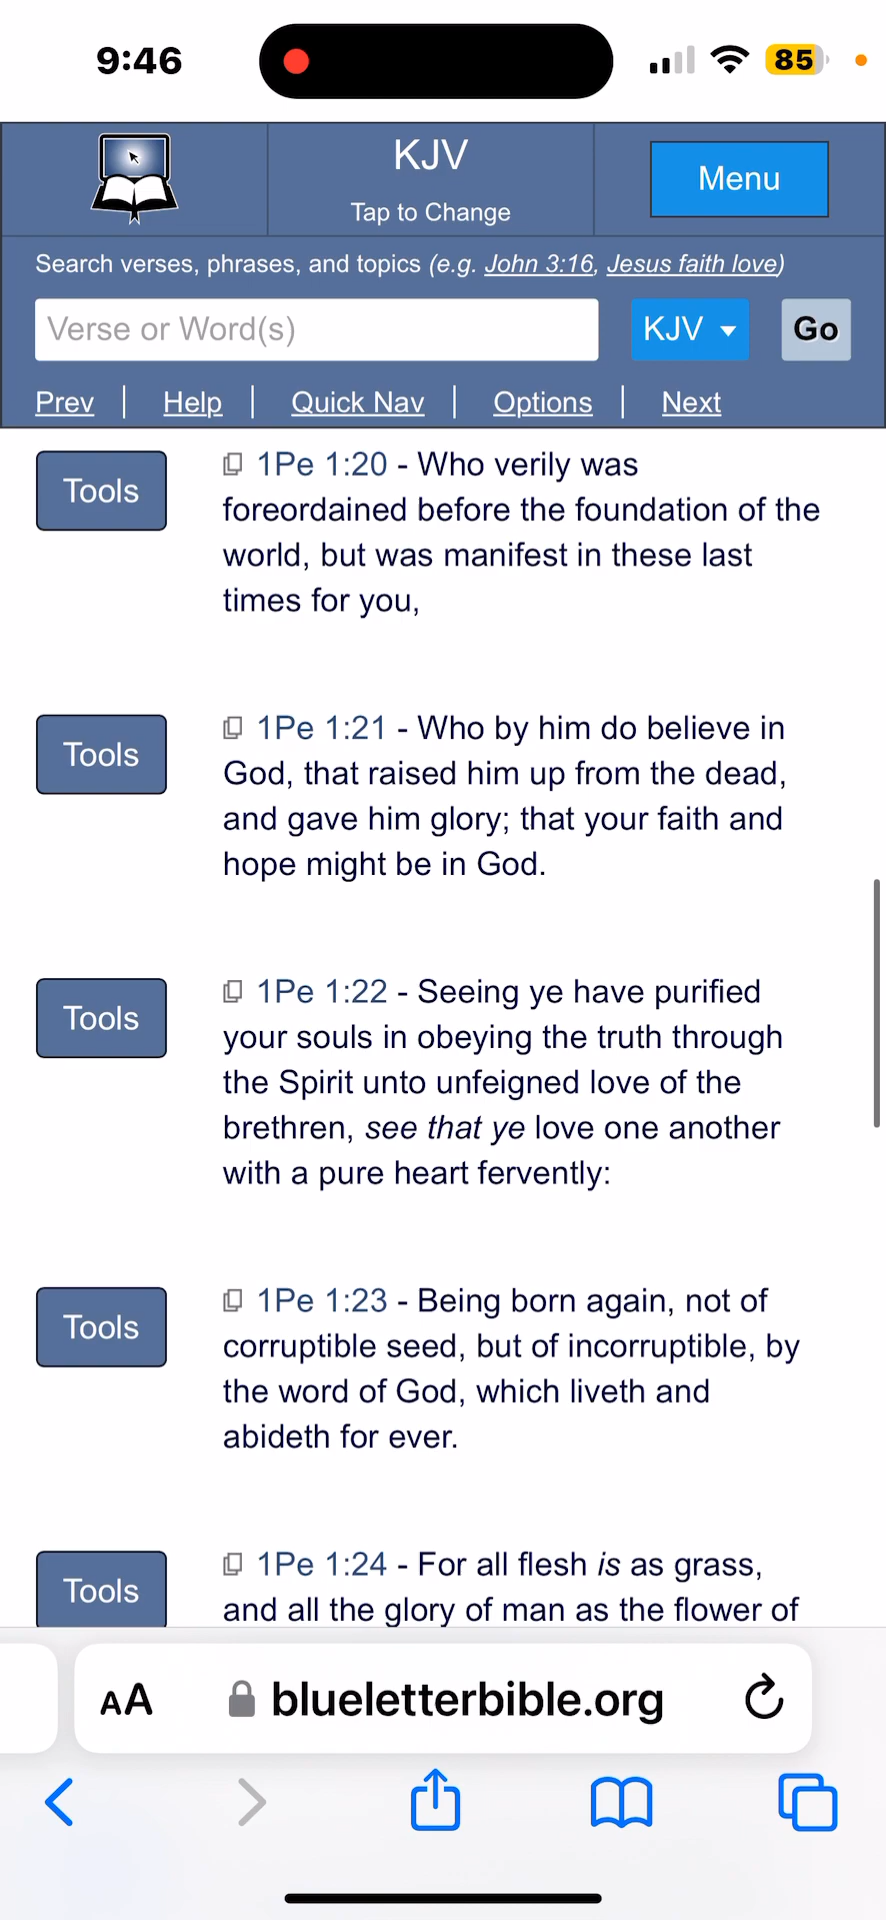 9:46
85
KJV
Tap to Change
Menu
Search verses, phrases, and topics (e.g. John 3:16, Jesus faith love)
Verse or Word(s)
KJV
Go
Prev | Help | Quick Nav | Options | Next
Tools
1Pe 1:20 - Who verily was
foreordained before the foundation of the
world, but was manifest in these last
times for you,
Tools
1Pe 1:21 - Who by him do believe in
God, that raised him up from the dead,
and gave him glory; that your faith and
hope might be in God.
Tools
1Pe 1:22 - Seeing ye have purified
your souls in obeying the truth through
the Spirit unto unfeigned love of the
brethren, see that ye love one another
with a pure heart fervently:
Tools
1Pe 1:23 - Being born again, not of
corruptible seed, but of incorruptible, by
the word of God, which liveth and
abideth for ever.
Tools
1Pe 1:24 - For all flesh is as grass,
and all the glory of man as the flower of
AA
blueletterbible.org